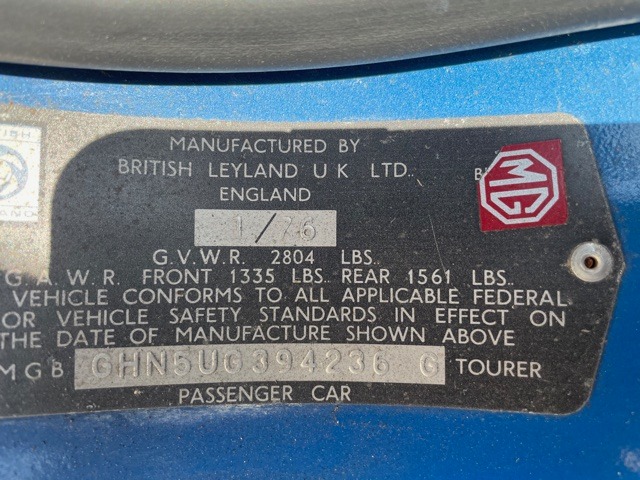 MANUFACTURED BY
BRITISH LEYLAND U K LTD.
ENGLAND
1/76
G.V.W.R. 2804 LBS.
G.A.W.R. FRONT 1335 LBS. REAR 1561 LBS.
VEHICLE CONFORMS TO ALL APPLICABLE FEDERAL
OR VEHICLE SAFETY STANDARDS IN EFFECT ON
THE DATE OF MANUFACTURE SHOWN ABOVE
MGB GHN5UG394236 G TOURER
PASSENGER CAR
MG